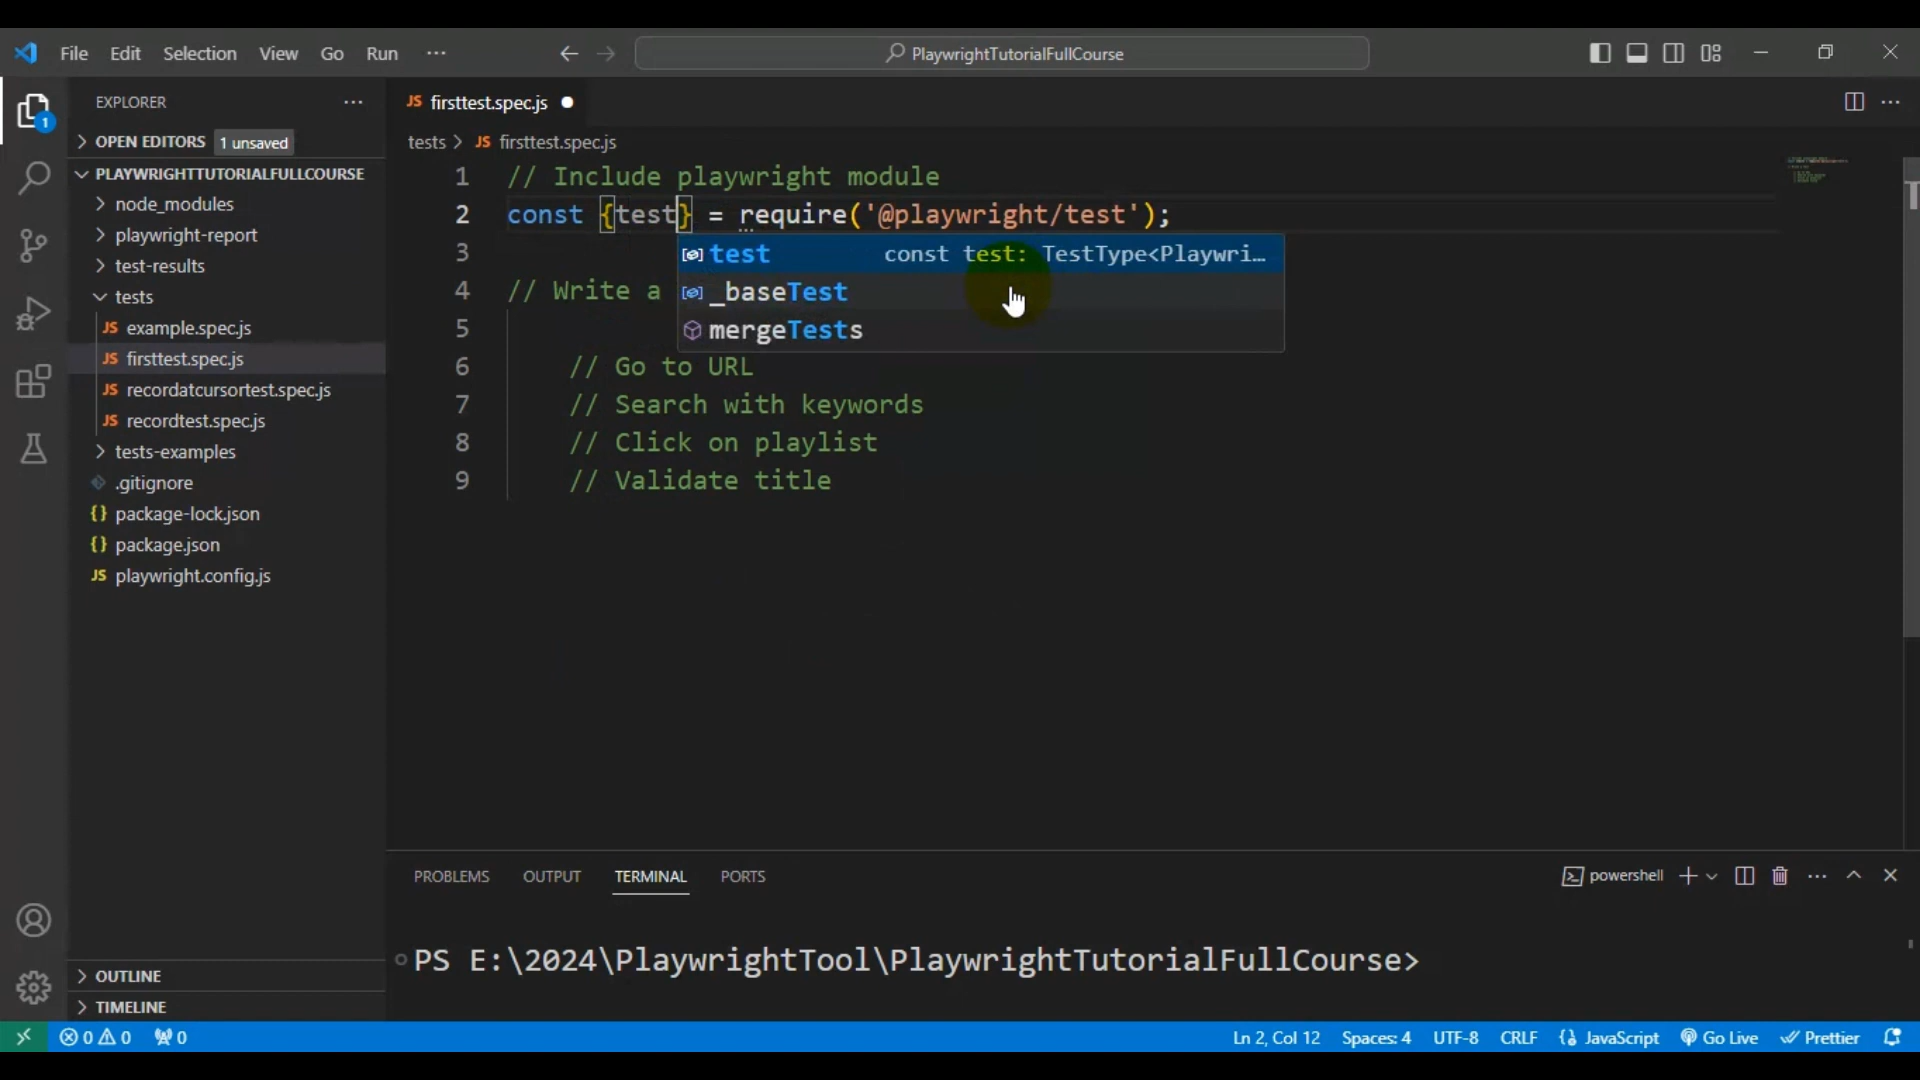 File Edit Selection View Go Run ··· PlaywrightTutorialFullCourse
EXPLORER ···
OPEN EDITORS 1 unsaved
PLAYWRIGHTTUTORIALFULLCOURSE
node_modules
playwright-report
test-results
tests
JS example.spec.js
JS firsttest.spec.js
JS recordatcursortest.spec.js
JS recordtest.spec.js
tests-examples
.gitignore
{} package-lock.json
{} package.json
JS playwright.config.js
OUTLINE
TIMELINE
1
JS firsttest.spec.js
tests > JS firsttest.spec.js
1 // Include playwright module
2 const {test} = require('@playwright/test');
test const test: TestType<Playwri…
_baseTest
mergeTests
3
4 // Write a
5
6 // Go to URL
7 // Search with keywords
8 // Click on playlist
9 // Validate title
PROBLEMS OUTPUT TERMINAL PORTS powershell
PS E:\2024\PlaywrightTool\PlaywrightTutorialFullCourse>
0 0 0 Ln 2, Col 12 Spaces: 4 UTF-8 CRLF {} JavaScript Go Live Prettier